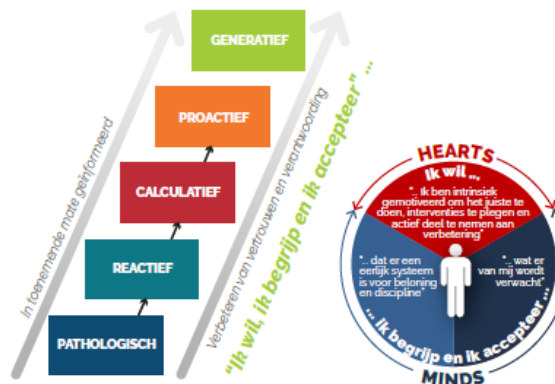 GENERATIEF
PROACTIEF
CALCULATIEF
REACTIEF
PATHOLOGISCH
In toenemende mate geïnformeerd
Verbeteren van vertrouwen en verantwoording
"Ik wil, ik begrijp en ik accepteer" ...
HEARTS
Ik wil ...
".. Ik ben intrinsiek
gemotiveerd om het juiste te
doen, interventies te plegen en
actief deel te nemen aan
verbetering"
".. dat er een
eerlijk systeem
is voor beloning
en discipline"
".. wat er
van mij wordt
verwacht"
... ik begrijp en ik accepteer ...
MINDS